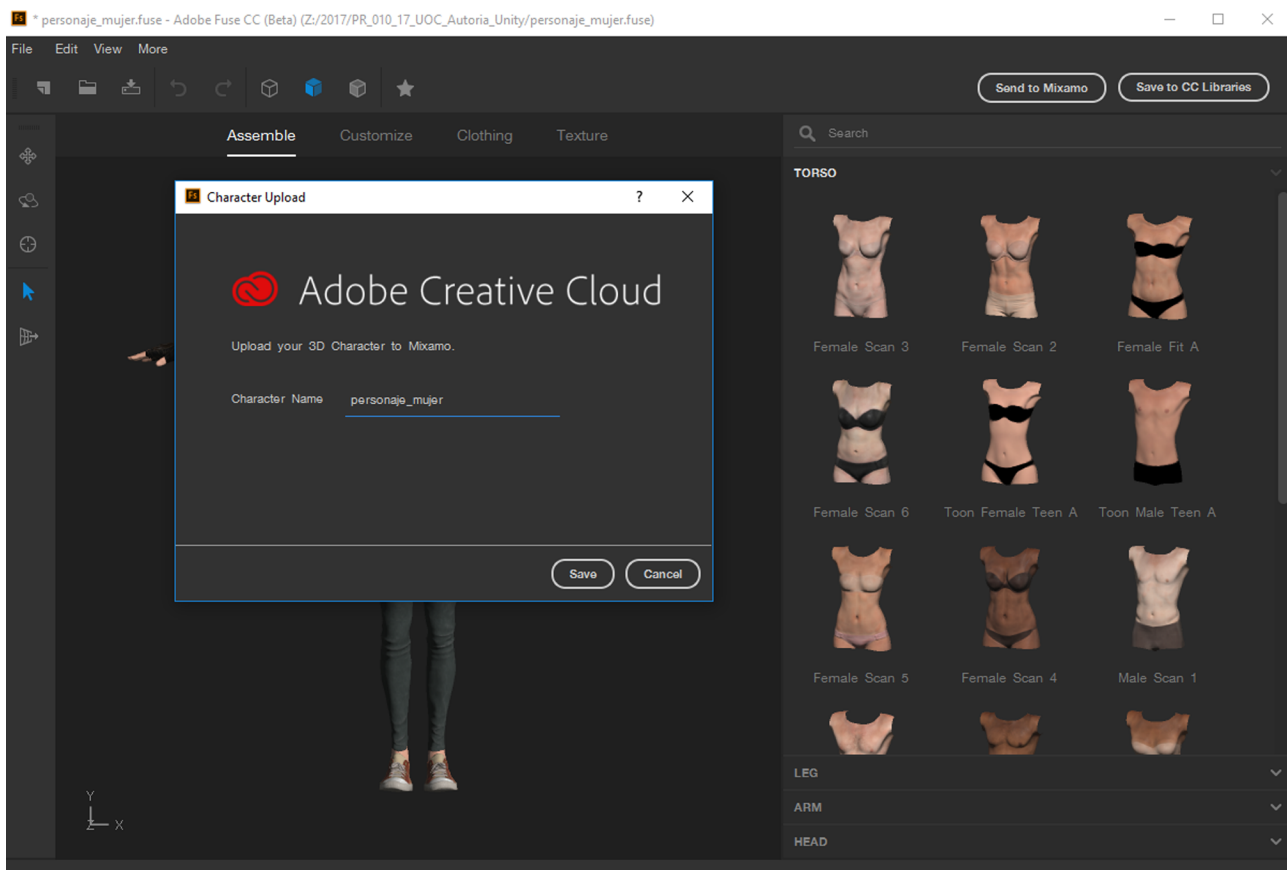 Fs * personaje_mujer.fuse - Adobe Fuse CC (Beta) (Z:/2017/PR_010_17_UOC_Autoria_Unity/personaje_mujer.fuse)
File Edit View More
Send to Mixamo Save to CC Libraries
Assemble Customize Clothing Texture
Search
TORSO
Fs Character Upload ?
Adobe Creative Cloud
Upload your 3D Character to Mixamo.
Character Name personaje_mujer
Save Cancel
Female Scan 3 Female Scan 2 Female Fit A
Female Scan 6 Toon Female Teen A Toon Male Teen A
Female Scan 5 Female Scan 4 Male Scan 1
LEG
ARM
HEAD
Y
Z X